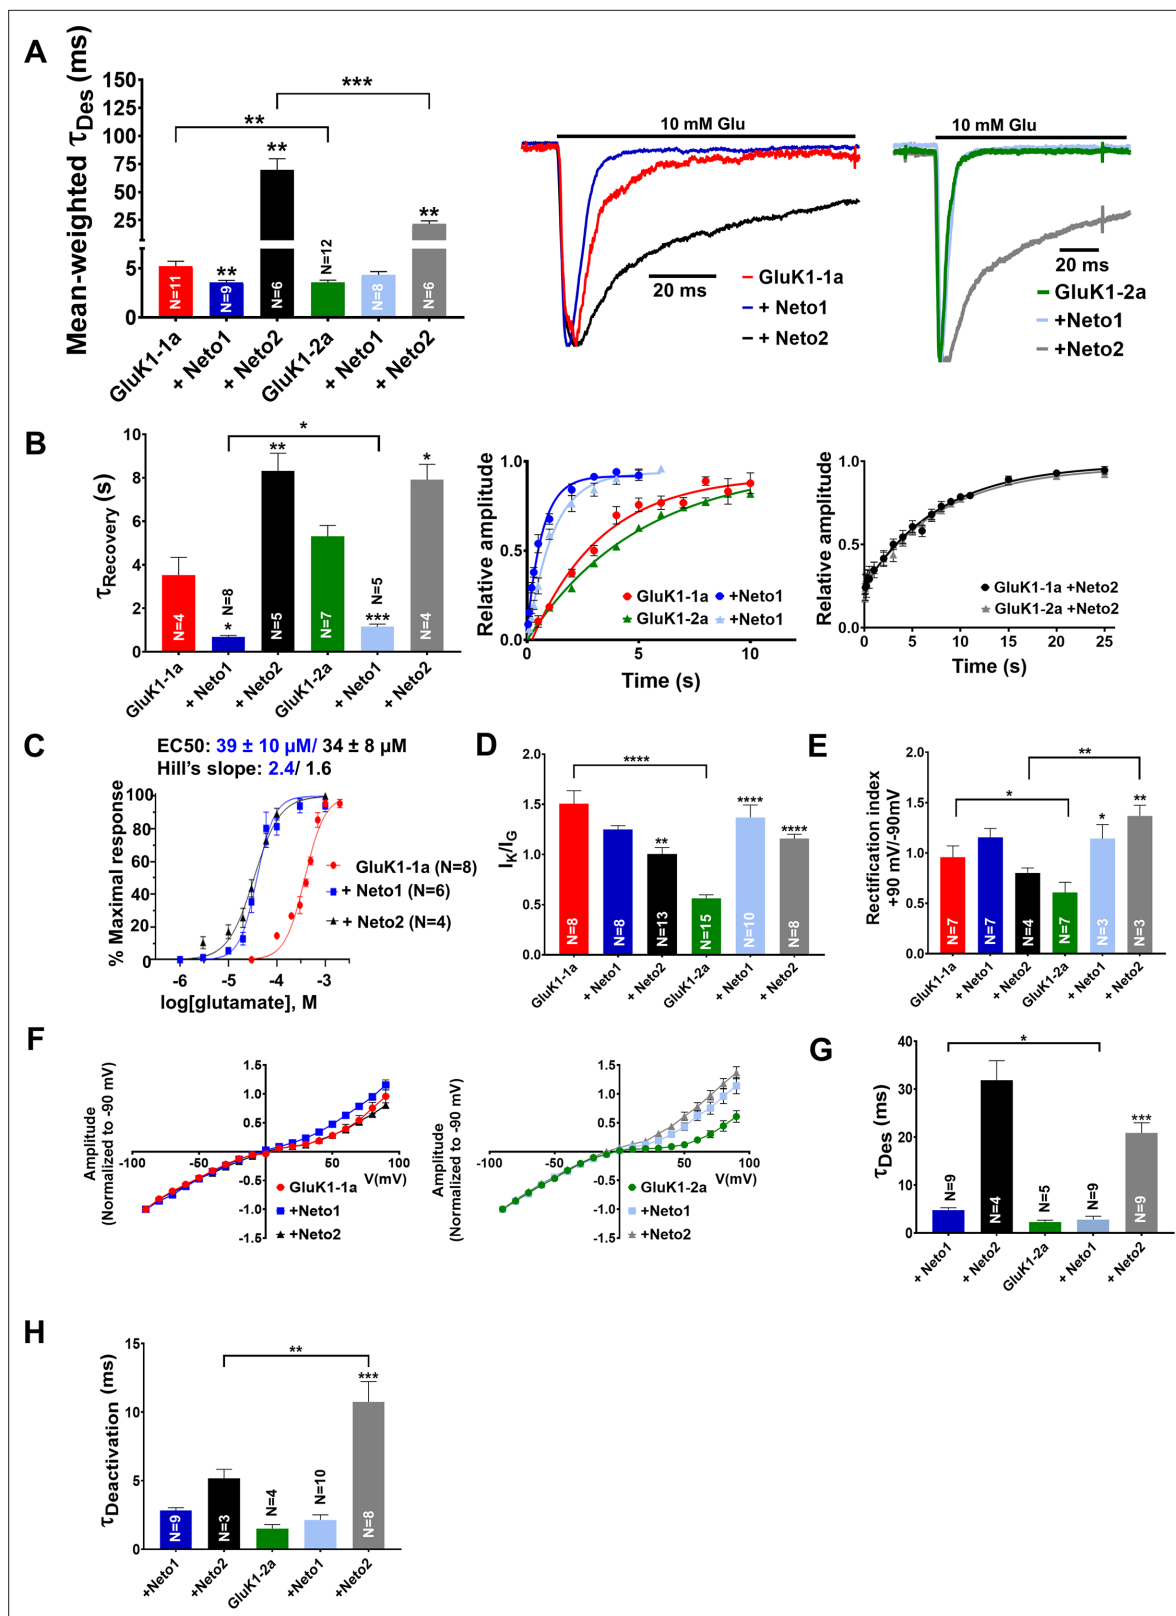 A
Mean-weighted τDes (ms)
150
125
100
75
50
25
5
0
***
**
**
**
**
N=11
N=9
N=6
N=12
N=8
N=6
GluK1-1a
+ Neto1
+ Neto2
GluK1-2a
+ Neto1
+ Neto2
10 mM Glu
20 ms
GluK1-1a
+ Neto1
+ Neto2
10 mM Glu
20 ms
GluK1-2a
+Neto1
+Neto2
B
τRecovery (s)
10
8
6
4
2
0
*
**
*
*
***
N=4
N=8
N=5
N=7
N=5
N=4
GluK1-1a
+ Neto1
+ Neto2
GluK1-2a
+ Neto1
+ Neto2
Relative amplitude
1.0
0.5
0.0
0
5
10
Time (s)
GluK1-1a
+Neto1
GluK1-2a
+Neto1
Relative amplitude
1.0
0.5
0.0
0
5
10
15
20
25
Time (s)
GluK1-1a +Neto2
GluK1-2a +Neto2
C
EC50: 39 ± 10 µM/ 34 ± 8 µM
Hill's slope: 2.4/ 1.6
% Maximal response
100
80
60
40
20
0
-6
-5
-4
-3
log[glutamate], M
GluK1-1a (N=8)
+ Neto1 (N=6)
+ Neto2 (N=4)
D
IK/IG
2.0
1.5
1.0
0.5
0.0
****
**
****
****
N=8
N=8
N=13
N=15
N=10
N=8
GluK1-1a
+ Neto1
+ Neto2
GluK1-2a
+ Neto1
+ Neto2
E
Rectification index
+90 mV/-90mV
2.0
1.5
1.0
0.5
0.0
**
*
*
**
N=7
N=7
N=4
N=7
N=3
N=3
GluK1-1a
+ Neto1
+ Neto2
GluK1-2a
+ Neto1
+ Neto2
F
Amplitude
(Normalized to -90 mV)
1.5
1.0
0.5
-0.5
-1.0
-1.5
-100
-50
50
100
V(mV)
GluK1-1a
+Neto1
+Neto2
Amplitude
(Normalized to -90 mV)
1.5
1.0
0.5
-0.5
-1.0
-1.5
-100
-50
50
100
V(mV)
GluK1-2a
+Neto1
+Neto2
G
τDes (ms)
40
30
20
10
0
*
***
N=9
N=4
N=5
N=9
N=9
+ Neto1
+ Neto2
GluK1-2a
+ Neto1
+ Neto2
H
τDeactivation (ms)
15
10
5
0
**
***
N=9
N=3
N=4
N=10
N=8
+Neto1
+Neto2
GluK1-2a
+Neto1
+Neto2